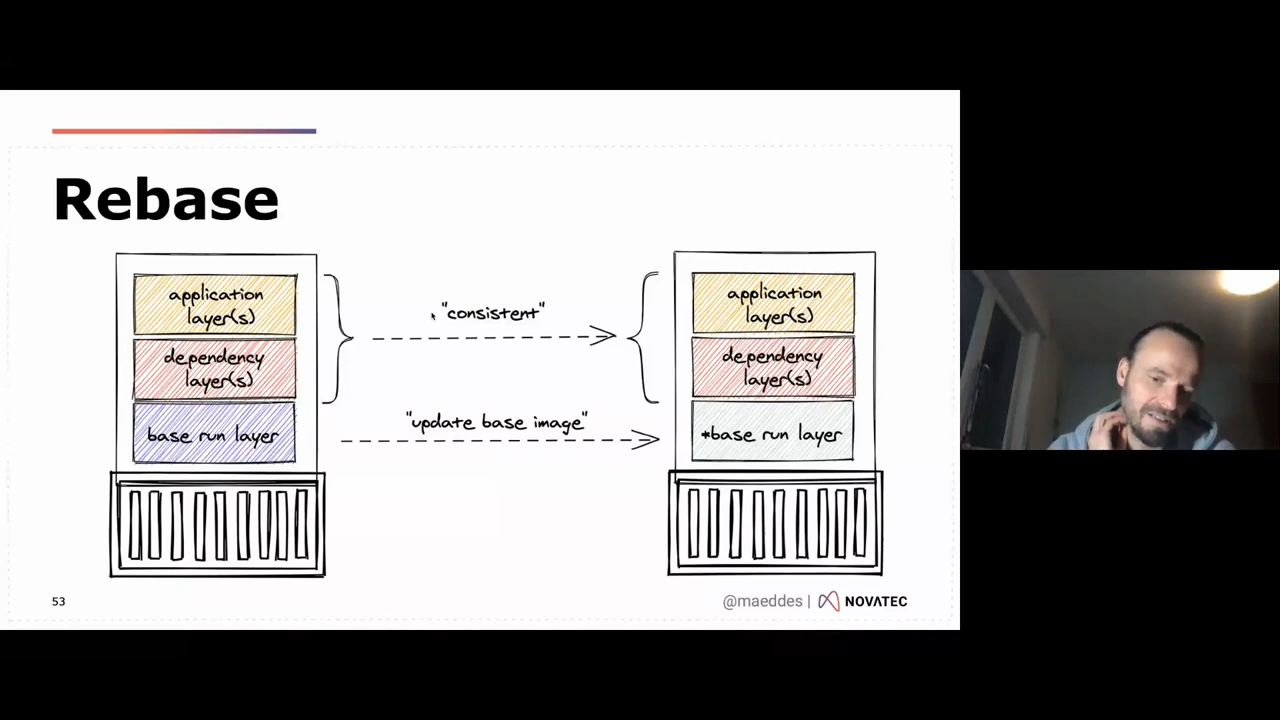 Rebase
application
layer(s)
dependency
layer(s)
base run layer
"consistent"
"update base image"
application
layer(s)
dependency
layer(s)
*base run layer
53
@maeddes | NOVATEC